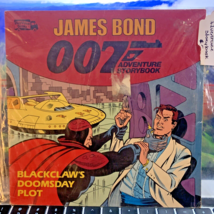 JAMES BOND
007
ADVENTURE
STORYBOOK
BLACKCLAW'S
DOOMSDAY
PLOT